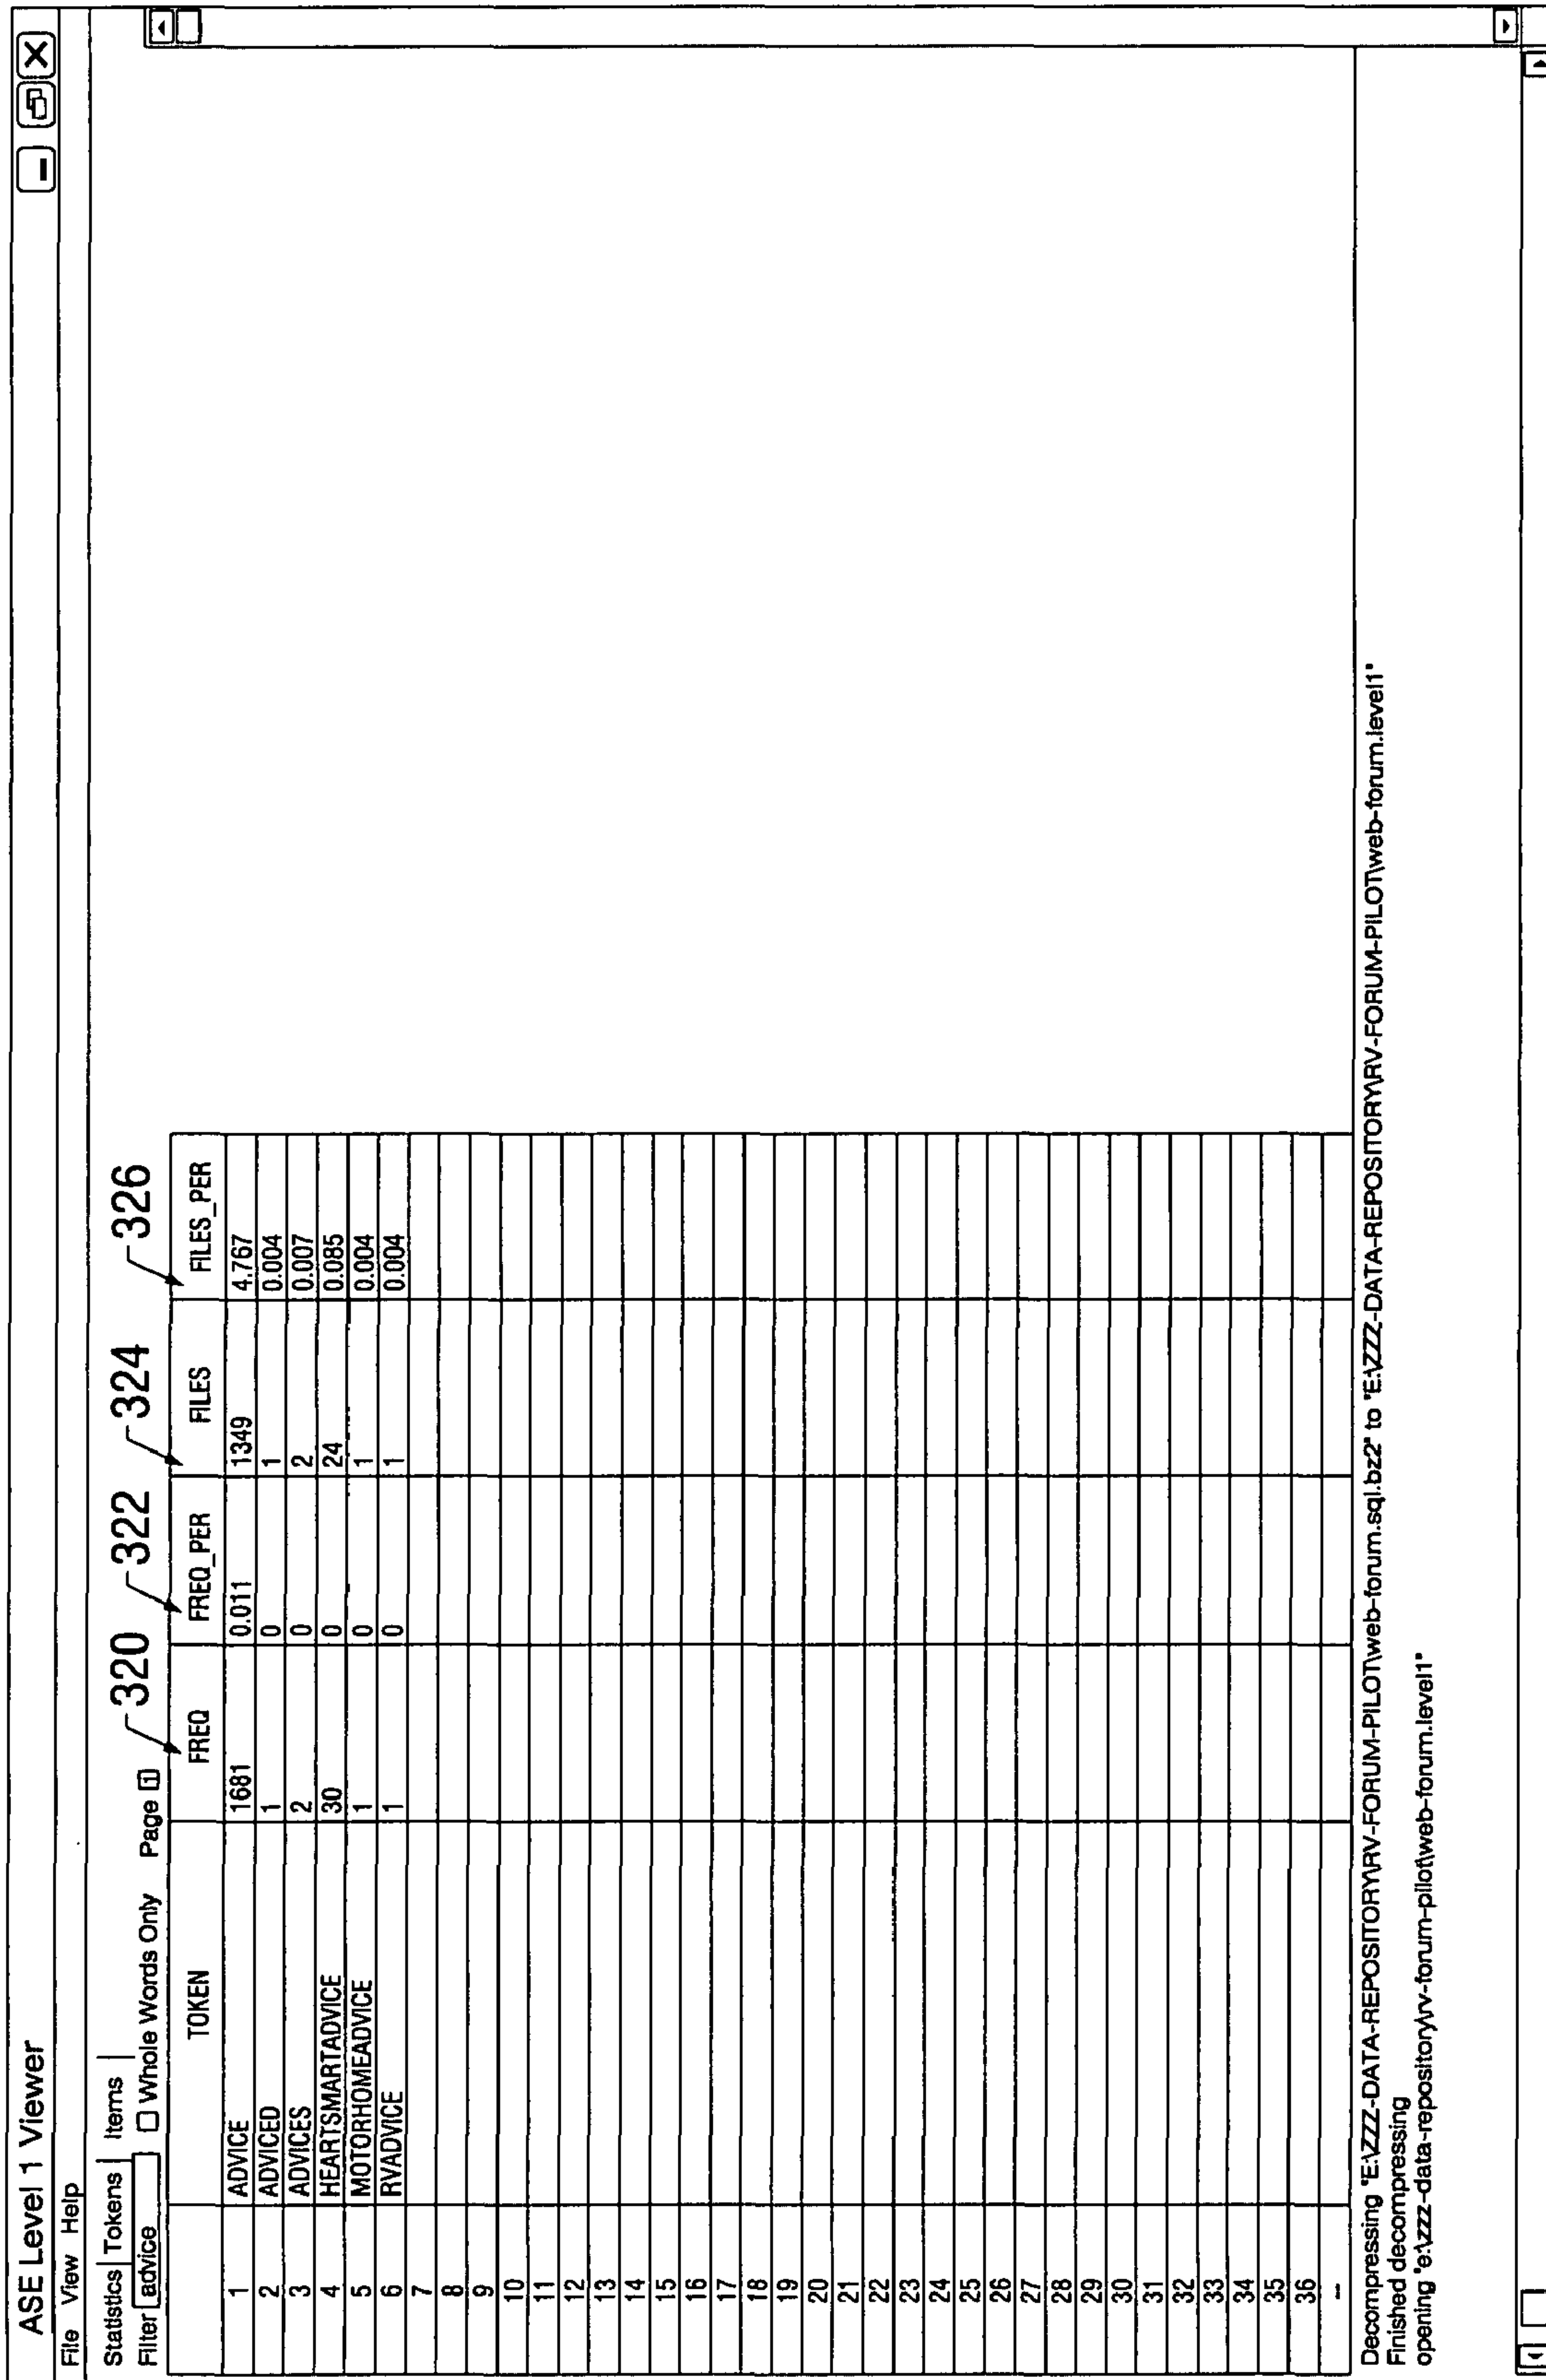 ASE Level 1 Viewer
File View Help
Statistics Tokens Items
Filter advice Whole Words Only Page 1
320 322 324 326
TOKEN FREQ FREQ_PER FILES FILES_PER
1 ADVICE 1681 0.011 1349 4.767
2 ADVICED 1 0 1 0.004
3 ADVICES 2 0 2 0.007
4 HEARTSMARTADVICE 30 0 24 0.085
5 MOTORHOMEADVICE 1 0 1 0.004
6 RVADVICE 1 0 1 0.004
7
8
9
10
11
12
13
14
15
16
17
18
19
20
21
22
23
24
25
26
27
28
29
30
31
32
33
34
35
36
--
Decompressing "E:\ZZZ-DATA-REPOSITORY\RV-FORUM-PILOT\web-forum.sql.bz2" to "E:\ZZZ-DATA-REPOSITORY\RV-FORUM-PILOT\web-forum.level1"
Finished decompressing
opening "e:\zzz-data-repository\rv-forum-pilot\web-forum.level1"